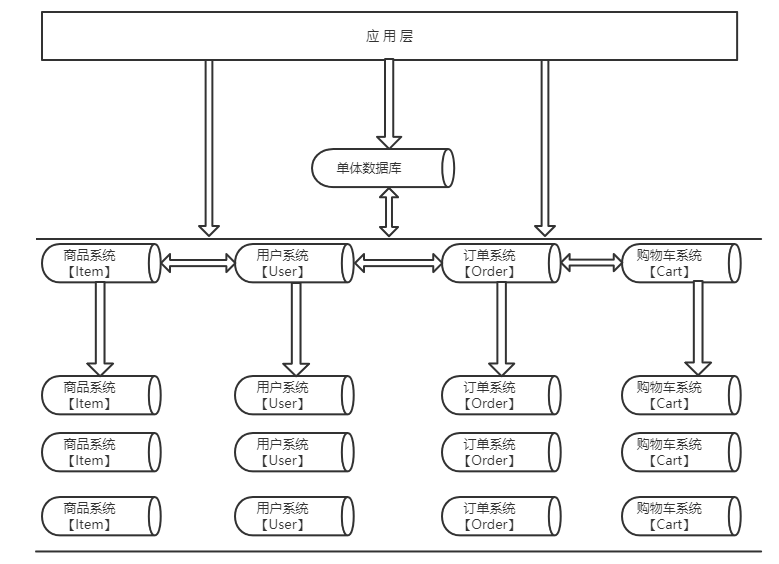 应 用 层
单体数据库
商品系统
【Item】
用户系统
【User】
订单系统
【Order】
购物车系统
【Cart】
商品系统
【Item】
用户系统
【User】
订单系统
【Order】
购物车系统
【Cart】
商品系统
【Item】
用户系统
【User】
订单系统
【Order】
购物车系统
【Cart】
商品系统
【Item】
用户系统
【User】
订单系统
【Order】
购物车系统
【Cart】